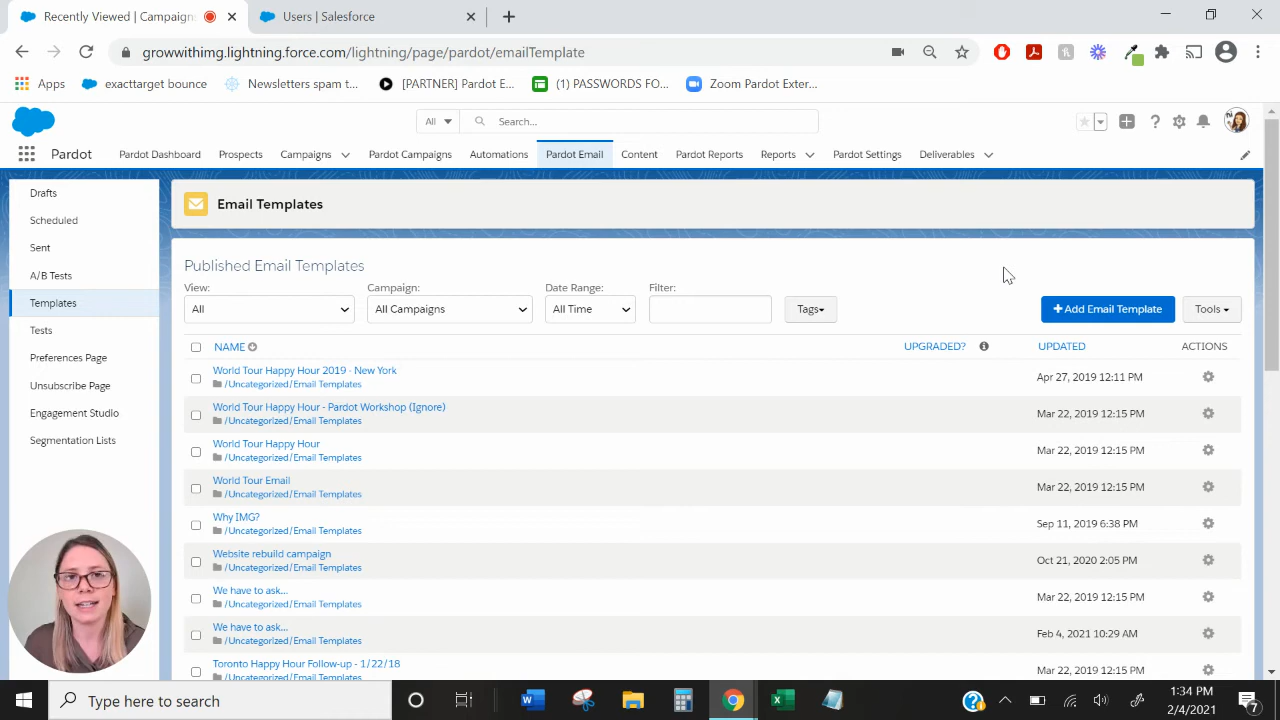 Recently Viewed | Campaign
Users | Salesforce
growwithimg.lightning.force.com/lightning/page/pardot/emailTemplate
Apps
exacttarget bounce
Newsletters spam t...
[PARTNER] Pardot E...
(1) PASSWORDS FO...
Zoom Pardot Exter...
All
Search...
Pardot
Pardot Dashboard
Prospects
Campaigns
Pardot Campaigns
Automations
Pardot Email
Content
Pardot Reports
Reports
Pardot Settings
Deliverables
Drafts
Scheduled
Sent
A/B Tests
Templates
Tests
Preferences Page
Unsubscribe Page
Engagement Studio
Segmentation Lists
Email Templates
Published Email Templates
View:
Campaign:
Date Range:
Filter:
All
All Campaigns
All Time
Tags
+Add Email Template
Tools
NAME
UPGRADED?
UPDATED
ACTIONS
World Tour Happy Hour 2019 - New York
/Uncategorized/Email Templates
Apr 27, 2019 12:11 PM
World Tour Happy Hour - Pardot Workshop (Ignore)
/Uncategorized/Email Templates
Mar 22, 2019 12:15 PM
World Tour Happy Hour
/Uncategorized/Email Templates
Mar 22, 2019 12:15 PM
World Tour Email
/Uncategorized/Email Templates
Mar 22, 2019 12:15 PM
Why IMG?
/Uncategorized/Email Templates
Sep 11, 2019 6:38 PM
Website rebuild campaign
/Uncategorized/Email Templates
Oct 21, 2020 2:05 PM
We have to ask...
/Uncategorized/Email Templates
Mar 22, 2019 12:15 PM
We have to ask...
/Uncategorized/Email Templates
Feb 4, 2021 10:29 AM
Toronto Happy Hour Follow-up - 1/22/18
/Uncategorized/Email Templates
Mar 22, 2019 12:15 PM
Type here to search
1:34 PM
2/4/2021
7